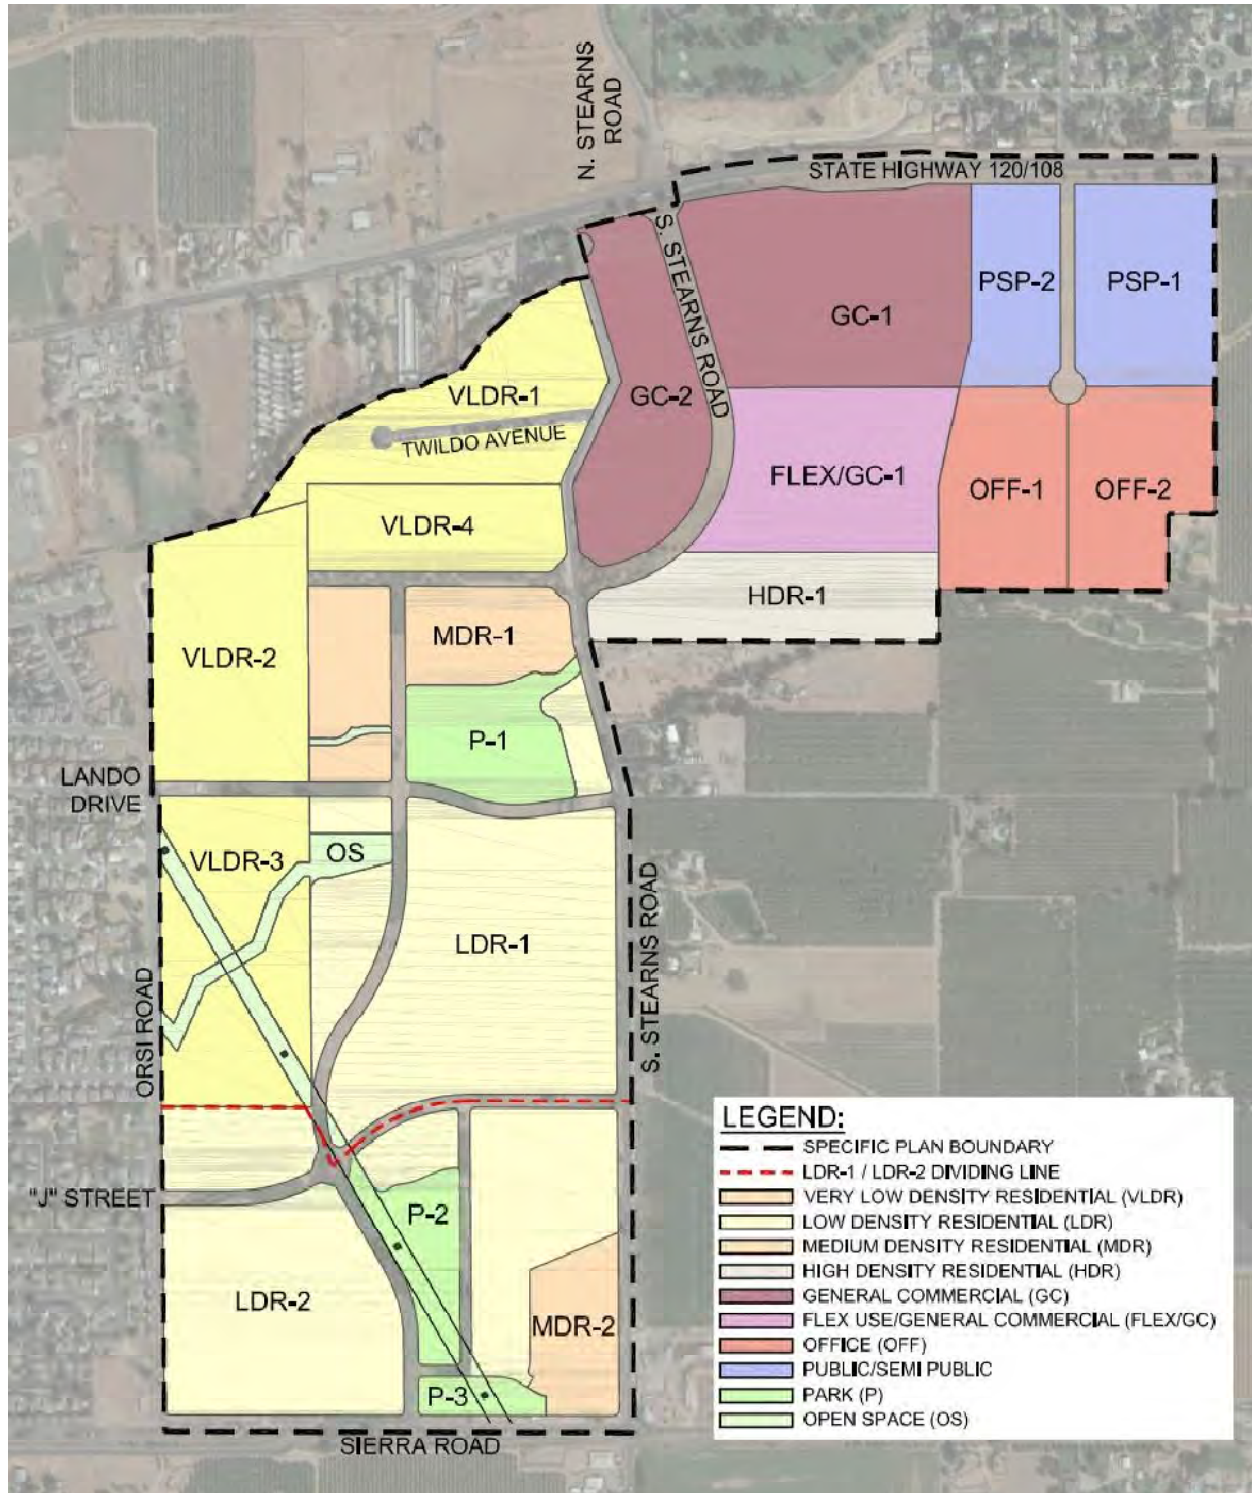 N. STEARNS
ROAD
STATE HIGHWAY 120/108
S. STEARNS ROAD
PSP-2
PSP-1
GC-1
VLDR-1
GC-2
TWILDO AVENUE
FLEX/GC-1
OFF-1
OFF-2
VLDR-4
HDR-1
MDR-1
VLDR-2
P-1
LANDO
DRIVE
VLDR-3
OS
LDR-1
S. STEARNS ROAD
ORSI ROAD
"J" STREET
P-2
LDR-2
MDR-2
P-3
SIERRA ROAD
LEGEND:
SPECIFIC PLAN BOUNDARY
LDR-1 / LDR-2 DIVIDING LINE
VERY LOW DENSITY RESIDENTIAL (VLDR)
LOW DENSITY RESIDENTIAL (LDR)
MEDIUM DENSITY RESIDENTIAL (MDR)
HIGH DENSITY RESIDENTIAL (HDR)
GENERAL COMMERCIAL (GC)
FLEX USE/GENERAL COMMERCIAL (FLEX/GC)
OFFICE (OFF)
PUBLIC/SEMI PUBLIC
PARK (P)
OPEN SPACE (OS)